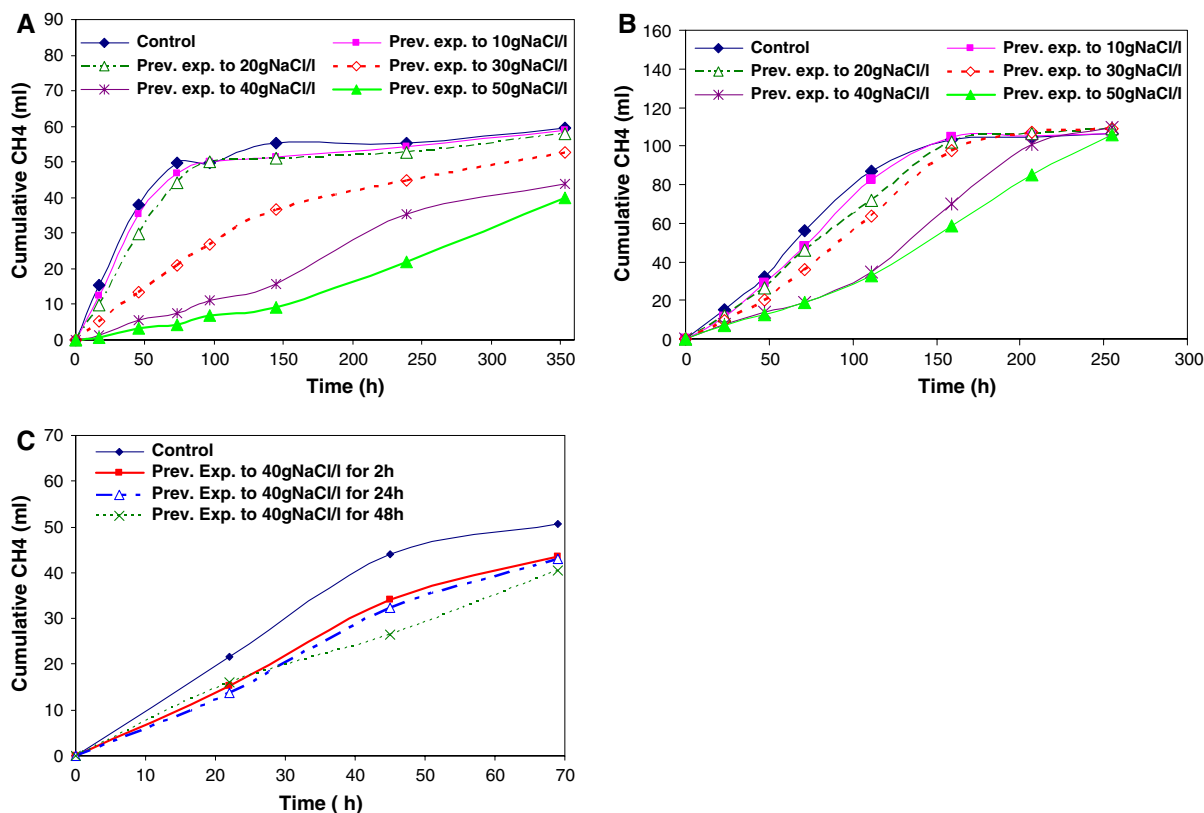 A
Cumulative CH4 (ml)
90
80
70
60
50
40
30
20
10
0
Control
Prev. exp. to 10gNaCl/l
Prev. exp. to 20gNaCl/l
Prev. exp. to 30gNaCl/l
Prev. exp. to 40gNaCl/l
Prev. exp. to 50gNaCl/l
0 50 100 150 200 250 300 350
Time (h)
B
Cumulative CH4 (ml)
160
140
120
100
80
60
40
20
0
Control
Prev. exp. to 10gNaCl/l
Prev. exp. to 20gNaCl/l
Prev. exp. to 30gNaCl/l
Prev. exp. to 40gNaCl/l
Prev. exp. to 50gNaCl/l
0 50 100 150 200 250 300
Time (h)
C
Cumulative CH4 (ml)
70
60
50
40
30
20
10
0
Control
Prev. Exp. to 40gNaCl/l for 2h
Prev. Exp. to 40gNaCl/l for 24h
Prev. Exp. to 40gNaCl/l for 48h
0 10 20 30 40 50 60 70
Time ( h)